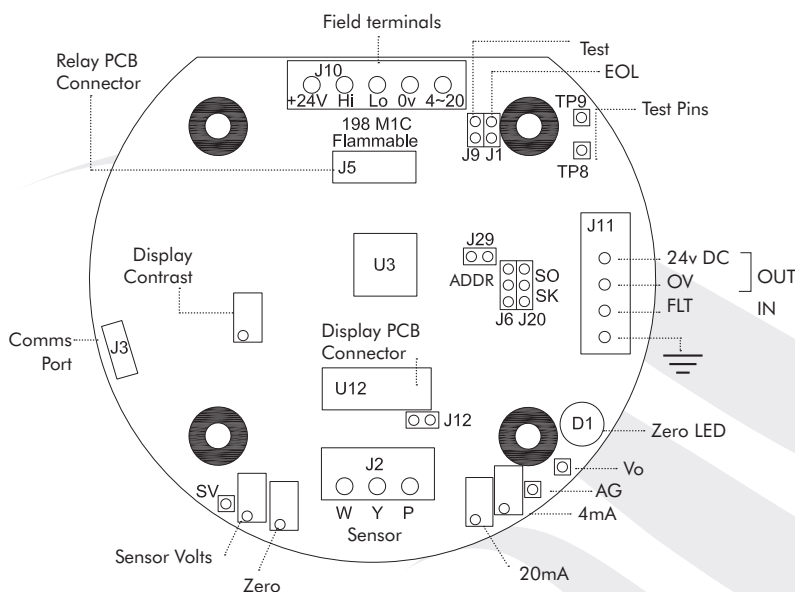 Field terminals
Test
EOL
Relay PCB
Connector
J10
+24V Hi Lo 0v 4~20
TP9
Test Pins
198 M1C
Flammable
J9 J1
J5
TP8
J29
J11
ADDR
24v DC
OUT
U3
SO
OV
SK
FLT
IN
J6 J20
Display
Contrast
Comms
Port
J3
Display PCB
Connector
U12
J12
D1
Zero LED
J2
Vo
SV
AG
W Y P
4mA
Sensor
Sensor Volts
20mA
Zero